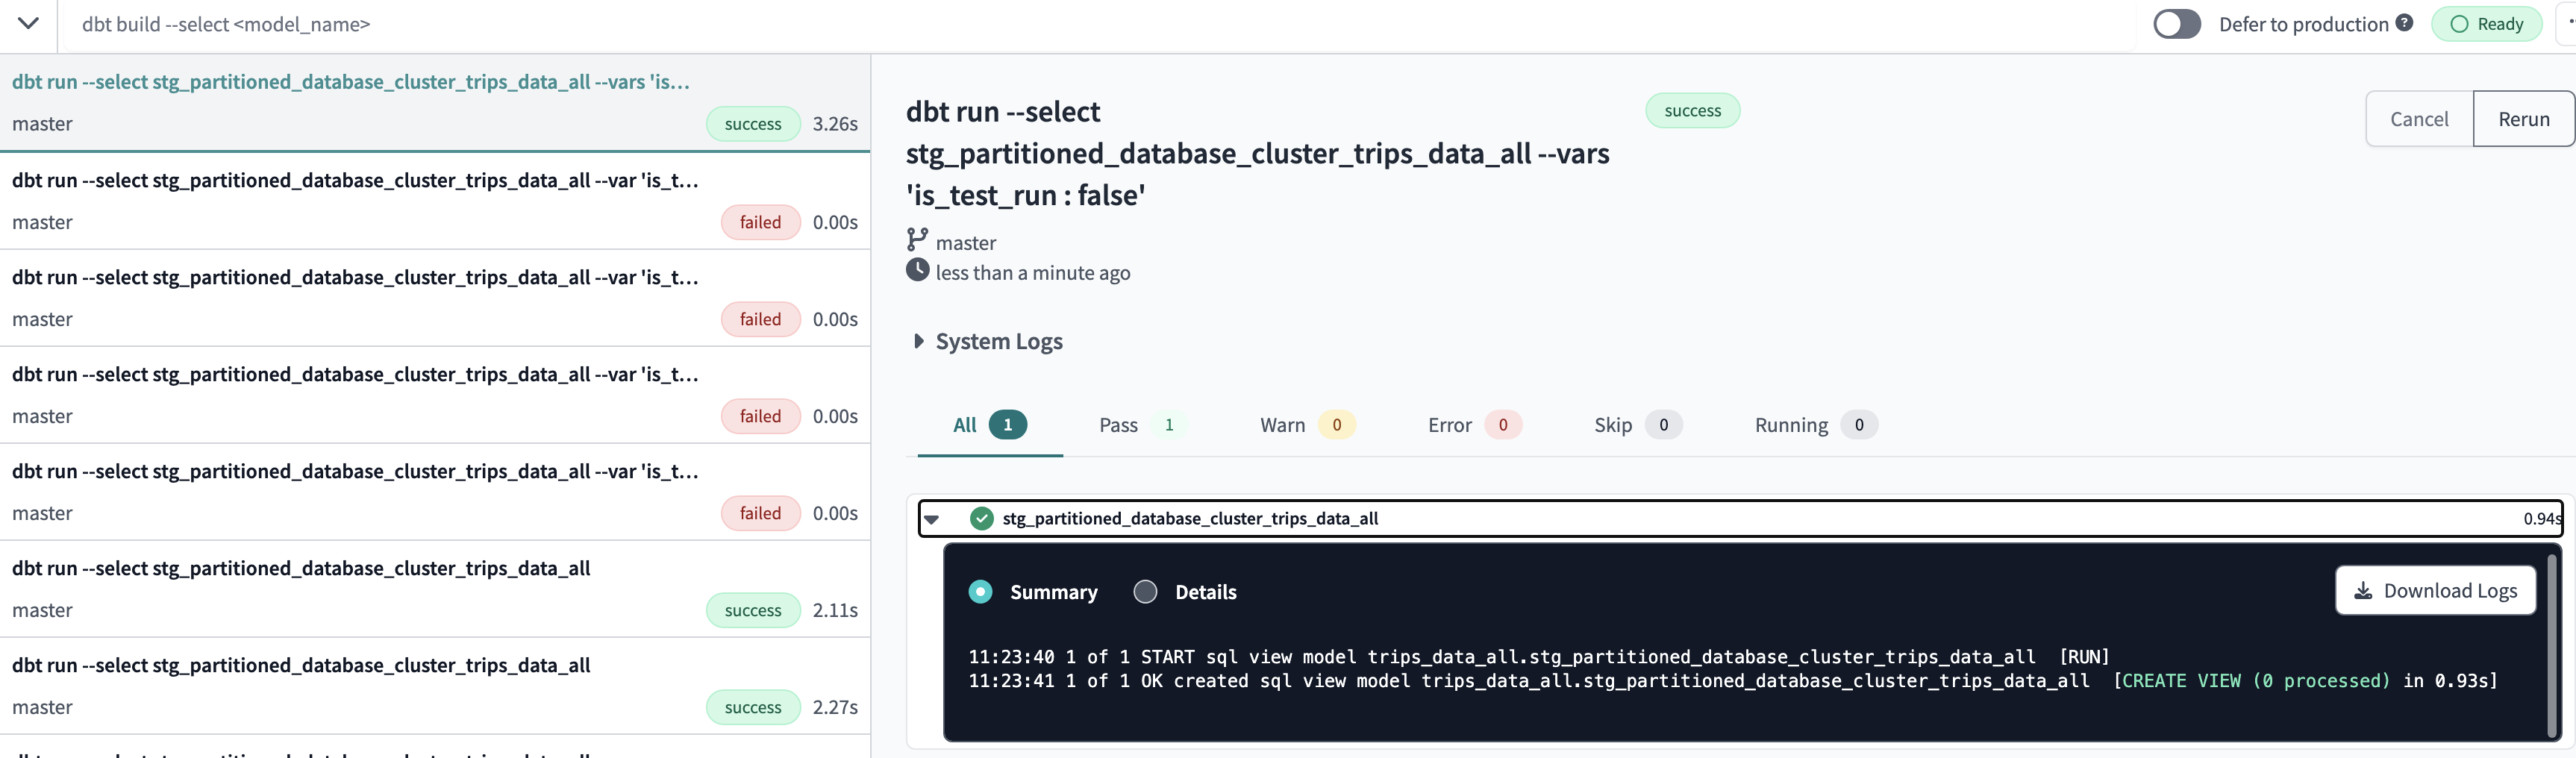 dbt build --select <model_name>
Defer to production ?
Ready
dbt run --select stg_partitioned_database_cluster_trips_data_all --vars 'is...
master
success 3.26s
dbt run --select stg_partitioned_database_cluster_trips_data_all --var 'is_t...
master
failed 0.00s
dbt run --select stg_partitioned_database_cluster_trips_data_all --var 'is_t...
master
failed 0.00s
dbt run --select stg_partitioned_database_cluster_trips_data_all --var 'is_t...
master
failed 0.00s
dbt run --select stg_partitioned_database_cluster_trips_data_all --var 'is_t...
master
failed 0.00s
dbt run --select stg_partitioned_database_cluster_trips_data_all
master
success 2.11s
dbt run --select stg_partitioned_database_cluster_trips_data_all
master
success 2.27s
dbt run --select
stg_partitioned_database_cluster_trips_data_all --vars
'is_test_run : false'
success
Cancel
Rerun
master
less than a minute ago
System Logs
All 1 Pass 1 Warn 0 Error 0 Skip 0 Running 0
stg_partitioned_database_cluster_trips_data_all 0.94s
Summary Details
Download Logs
11:23:40 1 of 1 START sql view model trips_data_all.stg_partitioned_database_cluster_trips_data_all [RUN]
11:23:41 1 of 1 OK created sql view model trips_data_all.stg_partitioned_database_cluster_trips_data_all [CREATE VIEW (0 processed) in 0.93s]